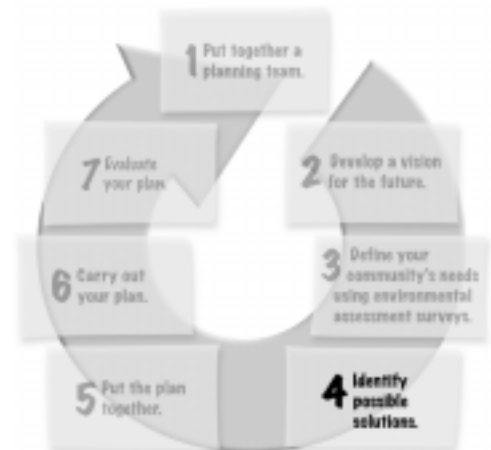 1 Put together a
planning team.
2 Develop a vision
for the future.
3 Define your
community's needs
using environmental
assessment surveys.
4 Identify
possible
solutions.
5 Put the plan
together.
6 Carry out
your plan.
7 Evaluate
your plan.